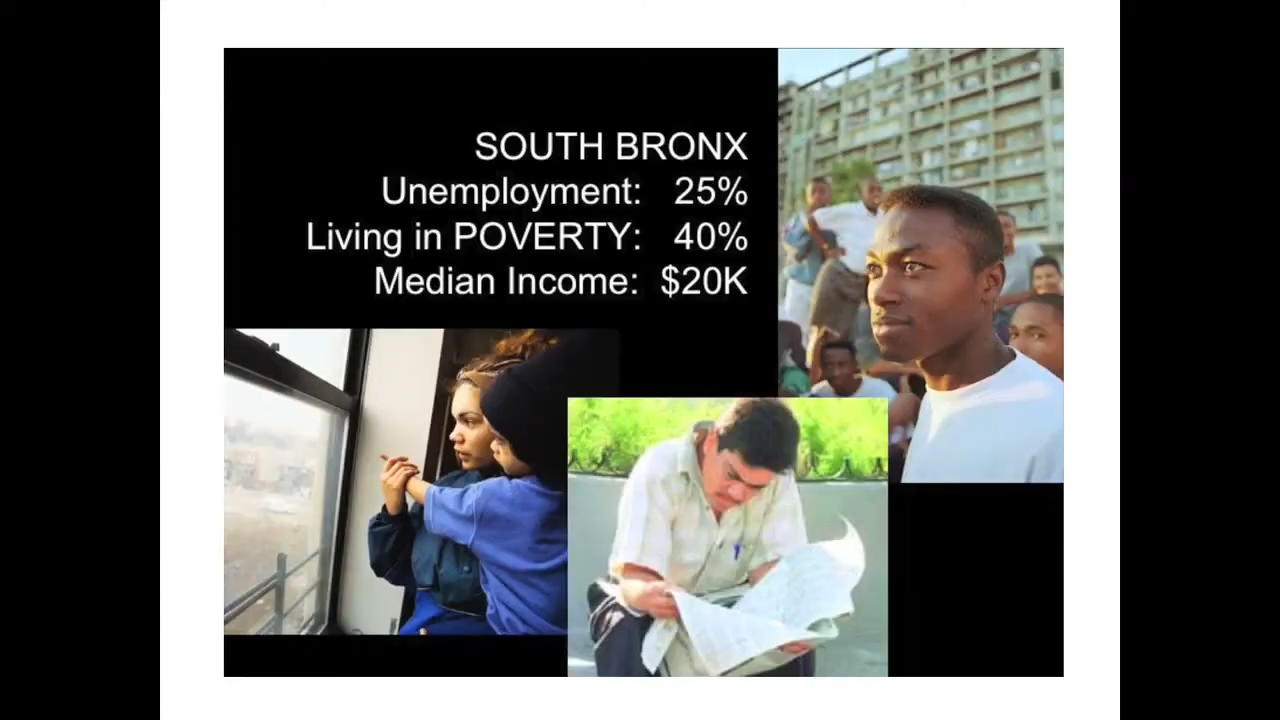 SOUTH BRONX
Unemployment: 25%
Living in POVERTY: 40%
Median Income: $20K